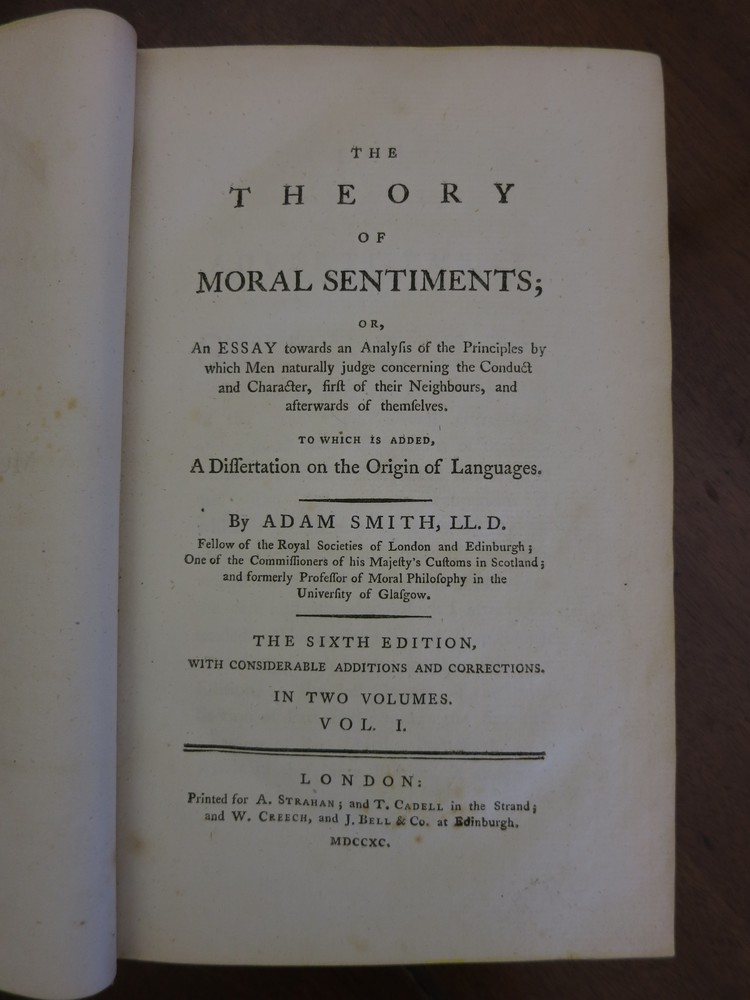 THE
THEORY
OF
MORAL SENTIMENTS;
OR,
An ESSAY towards an Analyſis of the Principles by
which Men naturally judge concerning the Conduct
and Character, firſt of their Neighbours, and
afterwards of themſelves.
TO WHICH IS ADDED,
A Diſſertation on the Origin of Languages.
By ADAM SMITH, LL. D.
Fellow of the Royal Societies of London and Edinburgh;
One of the Commiſſioners of his Majeſty's Cuſtoms in Scotland;
and formerly Profeſſor of Moral Philoſophy in the
Univerſity of Glaſgow.
THE SIXTH EDITION,
WITH CONSIDERABLE ADDITIONS AND CORRECTIONS.
IN TWO VOLUMES.
VOL. I.
LONDON:
Printed for A. STRAHAN; and T. CADELL in the Strand;
and W. CREECH, and J. BELL & Co. at Edinburgh.
MDCCXC.